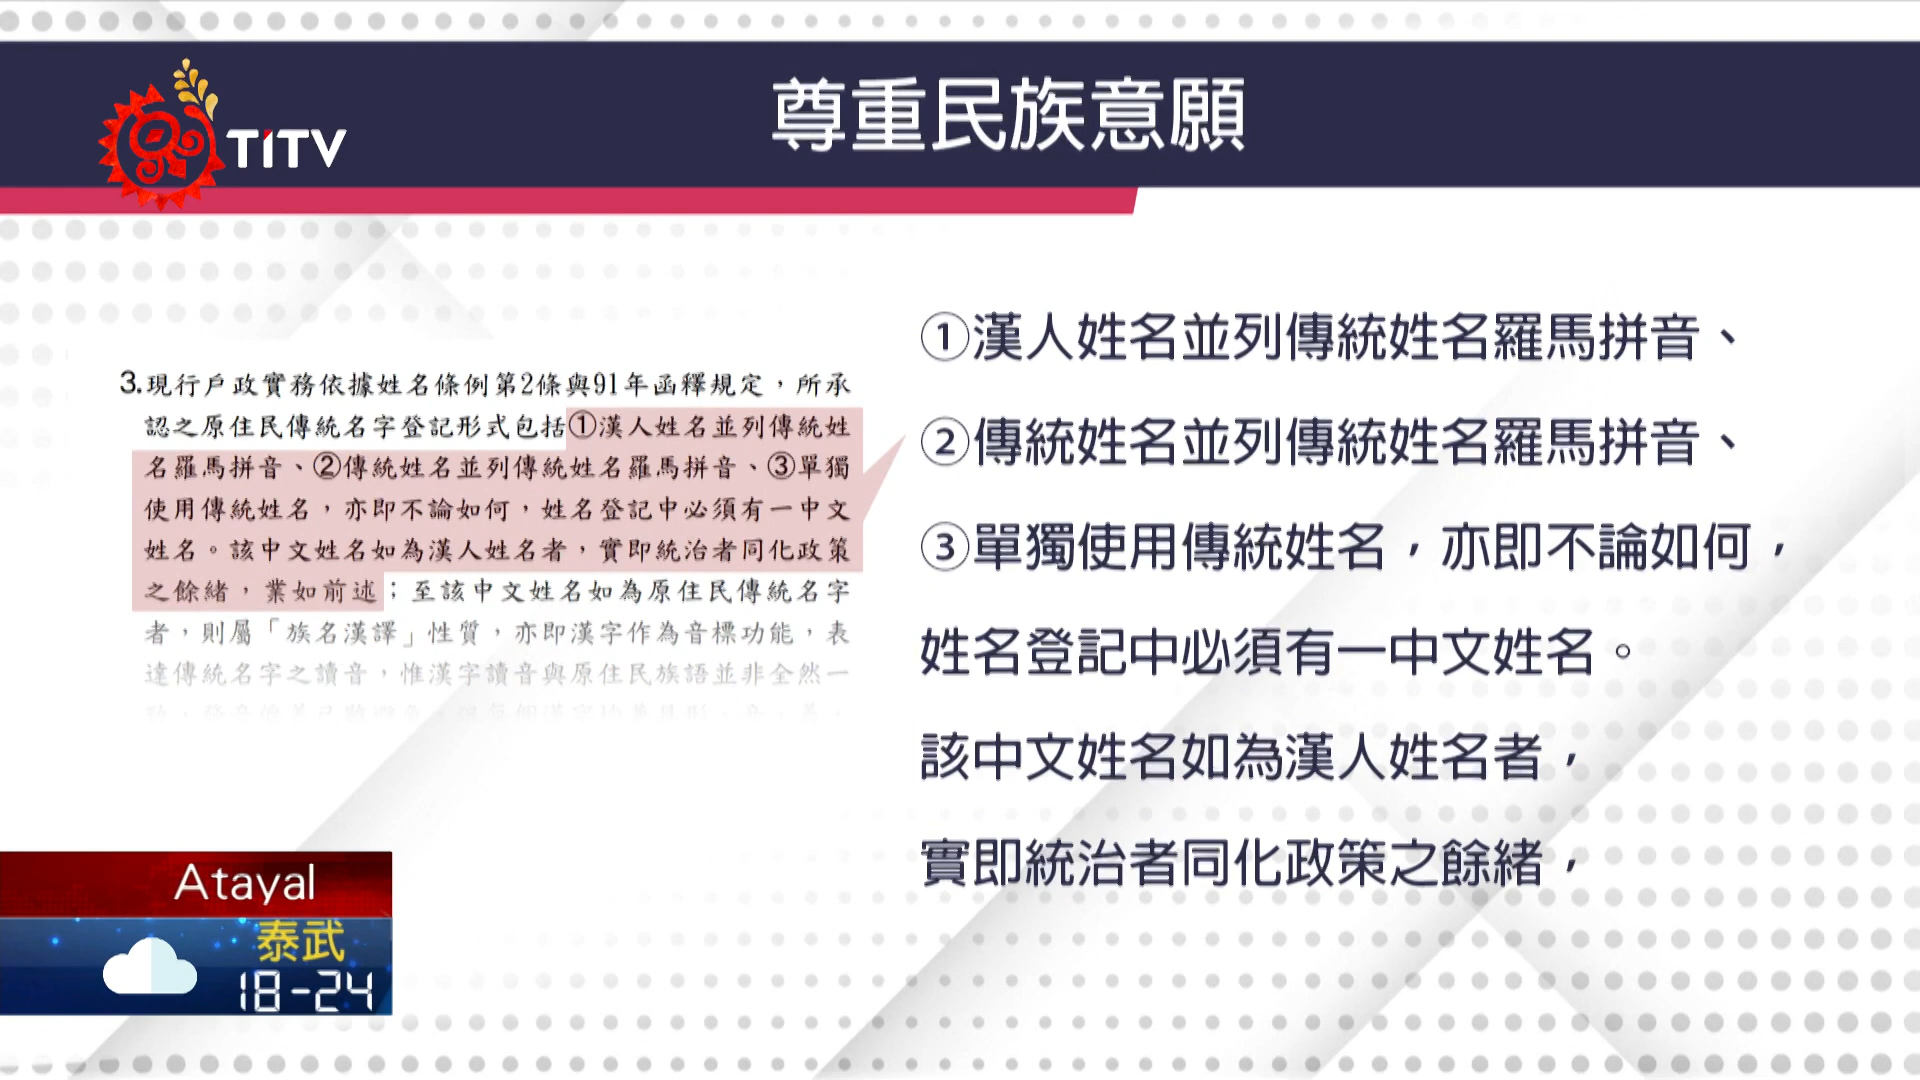 尊重民族意願
TITV
3.現行戶政實務依據姓名條例第2條與91年函釋規定，所承
認之原住民傳統名字登記形式包括①漢人姓名並列傳統姓
名羅馬拼音、②傳統姓名並列傳統姓名羅馬拼音、③單獨
使用傳統姓名，亦即不論如何，姓名登記中必須有一中文
姓名。該中文姓名如為漢人姓名者，實即統治者同化政策
之餘緒，業如前述；至該中文姓名如為原住民傳統名字
者，則屬「族名漢譯」性質，亦即漢字作為音標功能，表
達傳統名字之讀音，惟漢字讀音與原住民族語並非全然一
①漢人姓名並列傳統姓名羅馬拼音、
②傳統姓名並列傳統姓名羅馬拼音、
③單獨使用傳統姓名，亦即不論如何，
姓名登記中必須有一中文姓名。
該中文姓名如為漢人姓名者，
實即統治者同化政策之餘緒，
Atayal
泰武
18-24